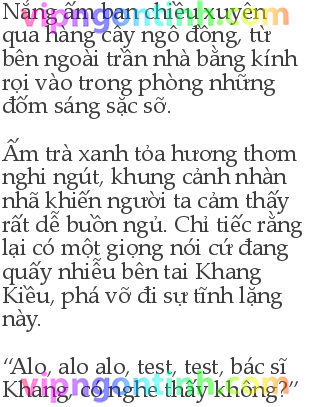 Nắng ấm ban chiều xuyên
qua hàng cây ngô đồng, từ
bên ngoài trần nhà bằng kính
rọi vào trong phòng những
đốm sáng sặc sỡ.
Ấm trà xanh tỏa hương thơm
nghi ngút, khung cảnh nhàn
nhã khiến người ta cảm thấy
rất dễ buồn ngủ. Chỉ tiếc rằng
lại có một giọng nói cứ đang
quấy nhiễu bên tai Khang
Kiều, phá vỡ đi sự tĩnh lặng
này.
“Alo, alo alo, test, test, bác sĩ
Khang, có nghe thấy không?”
vipngontinh.com
vipngontinh.com